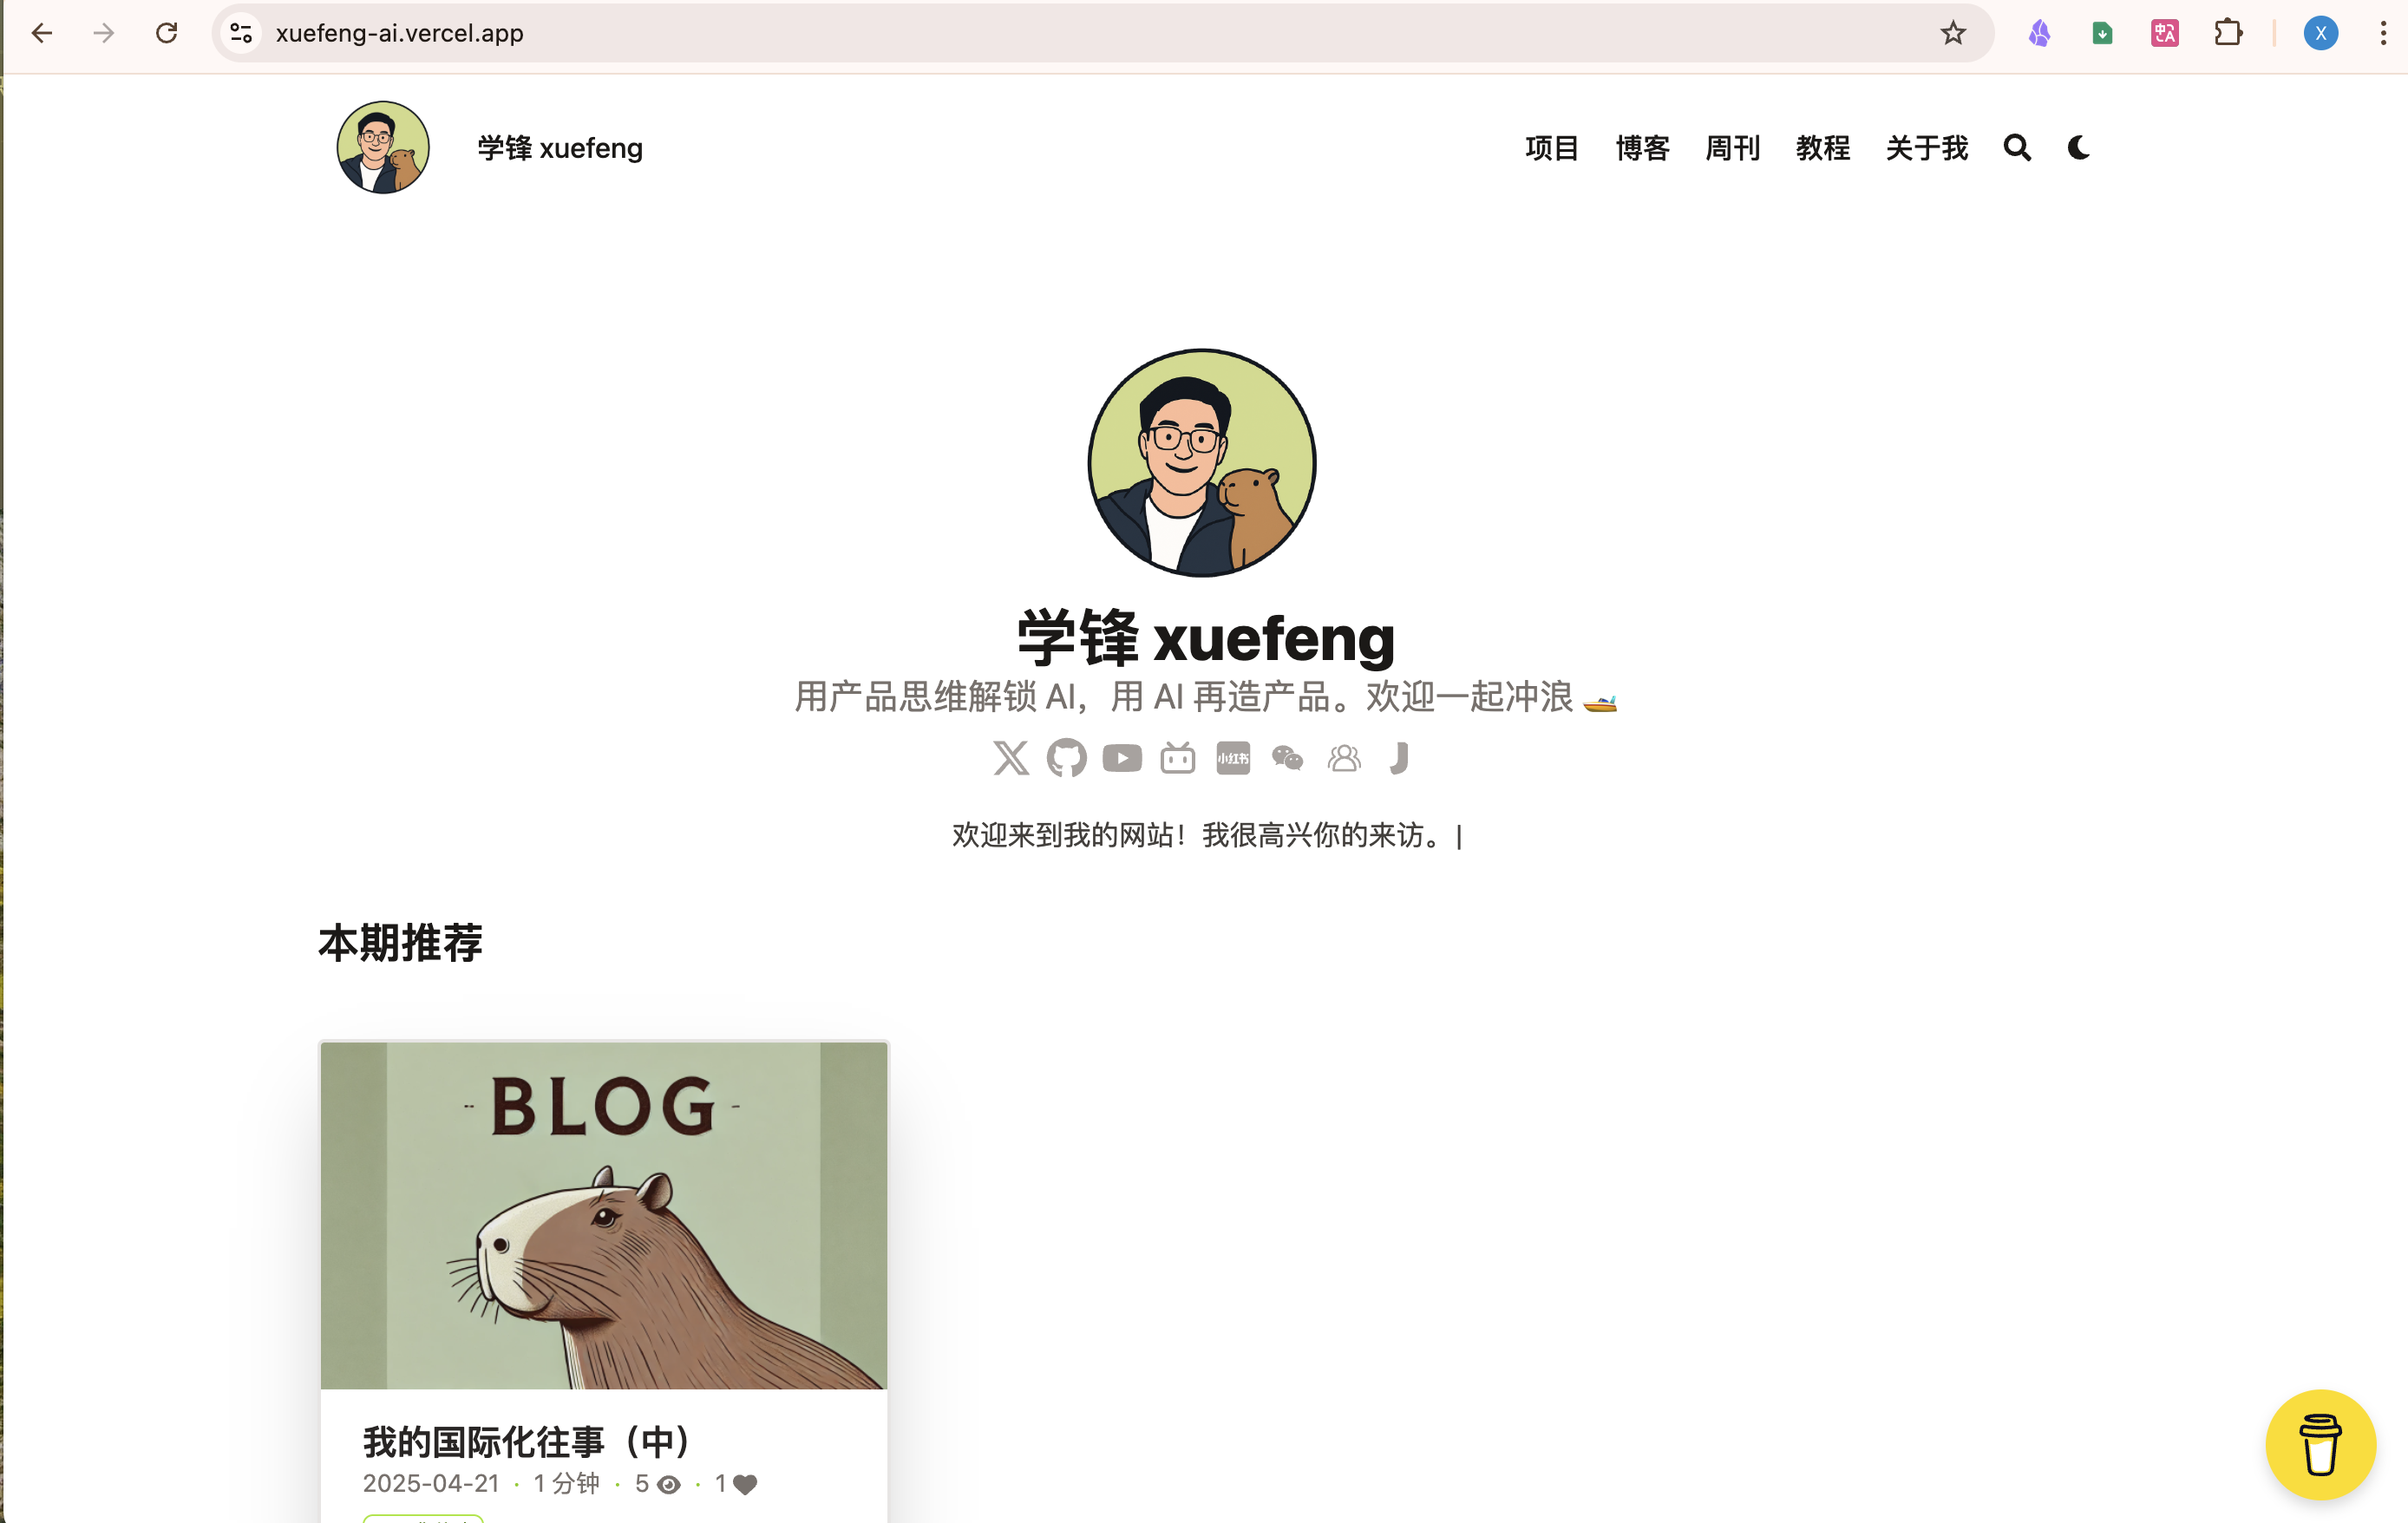 xuefeng-ai.vercel.app
X
学锋 xuefeng
项目 博客 周刊 教程 关于我
学锋 xuefeng
用产品思维解锁 AI，用 AI 再造产品。欢迎一起冲浪 🚤
小红书
欢迎来到我的网站！我很高兴你的来访。|
本期推荐
BLOG
我的国际化往事（中）
2025-04-21 · 1 分钟 · 5 · 1